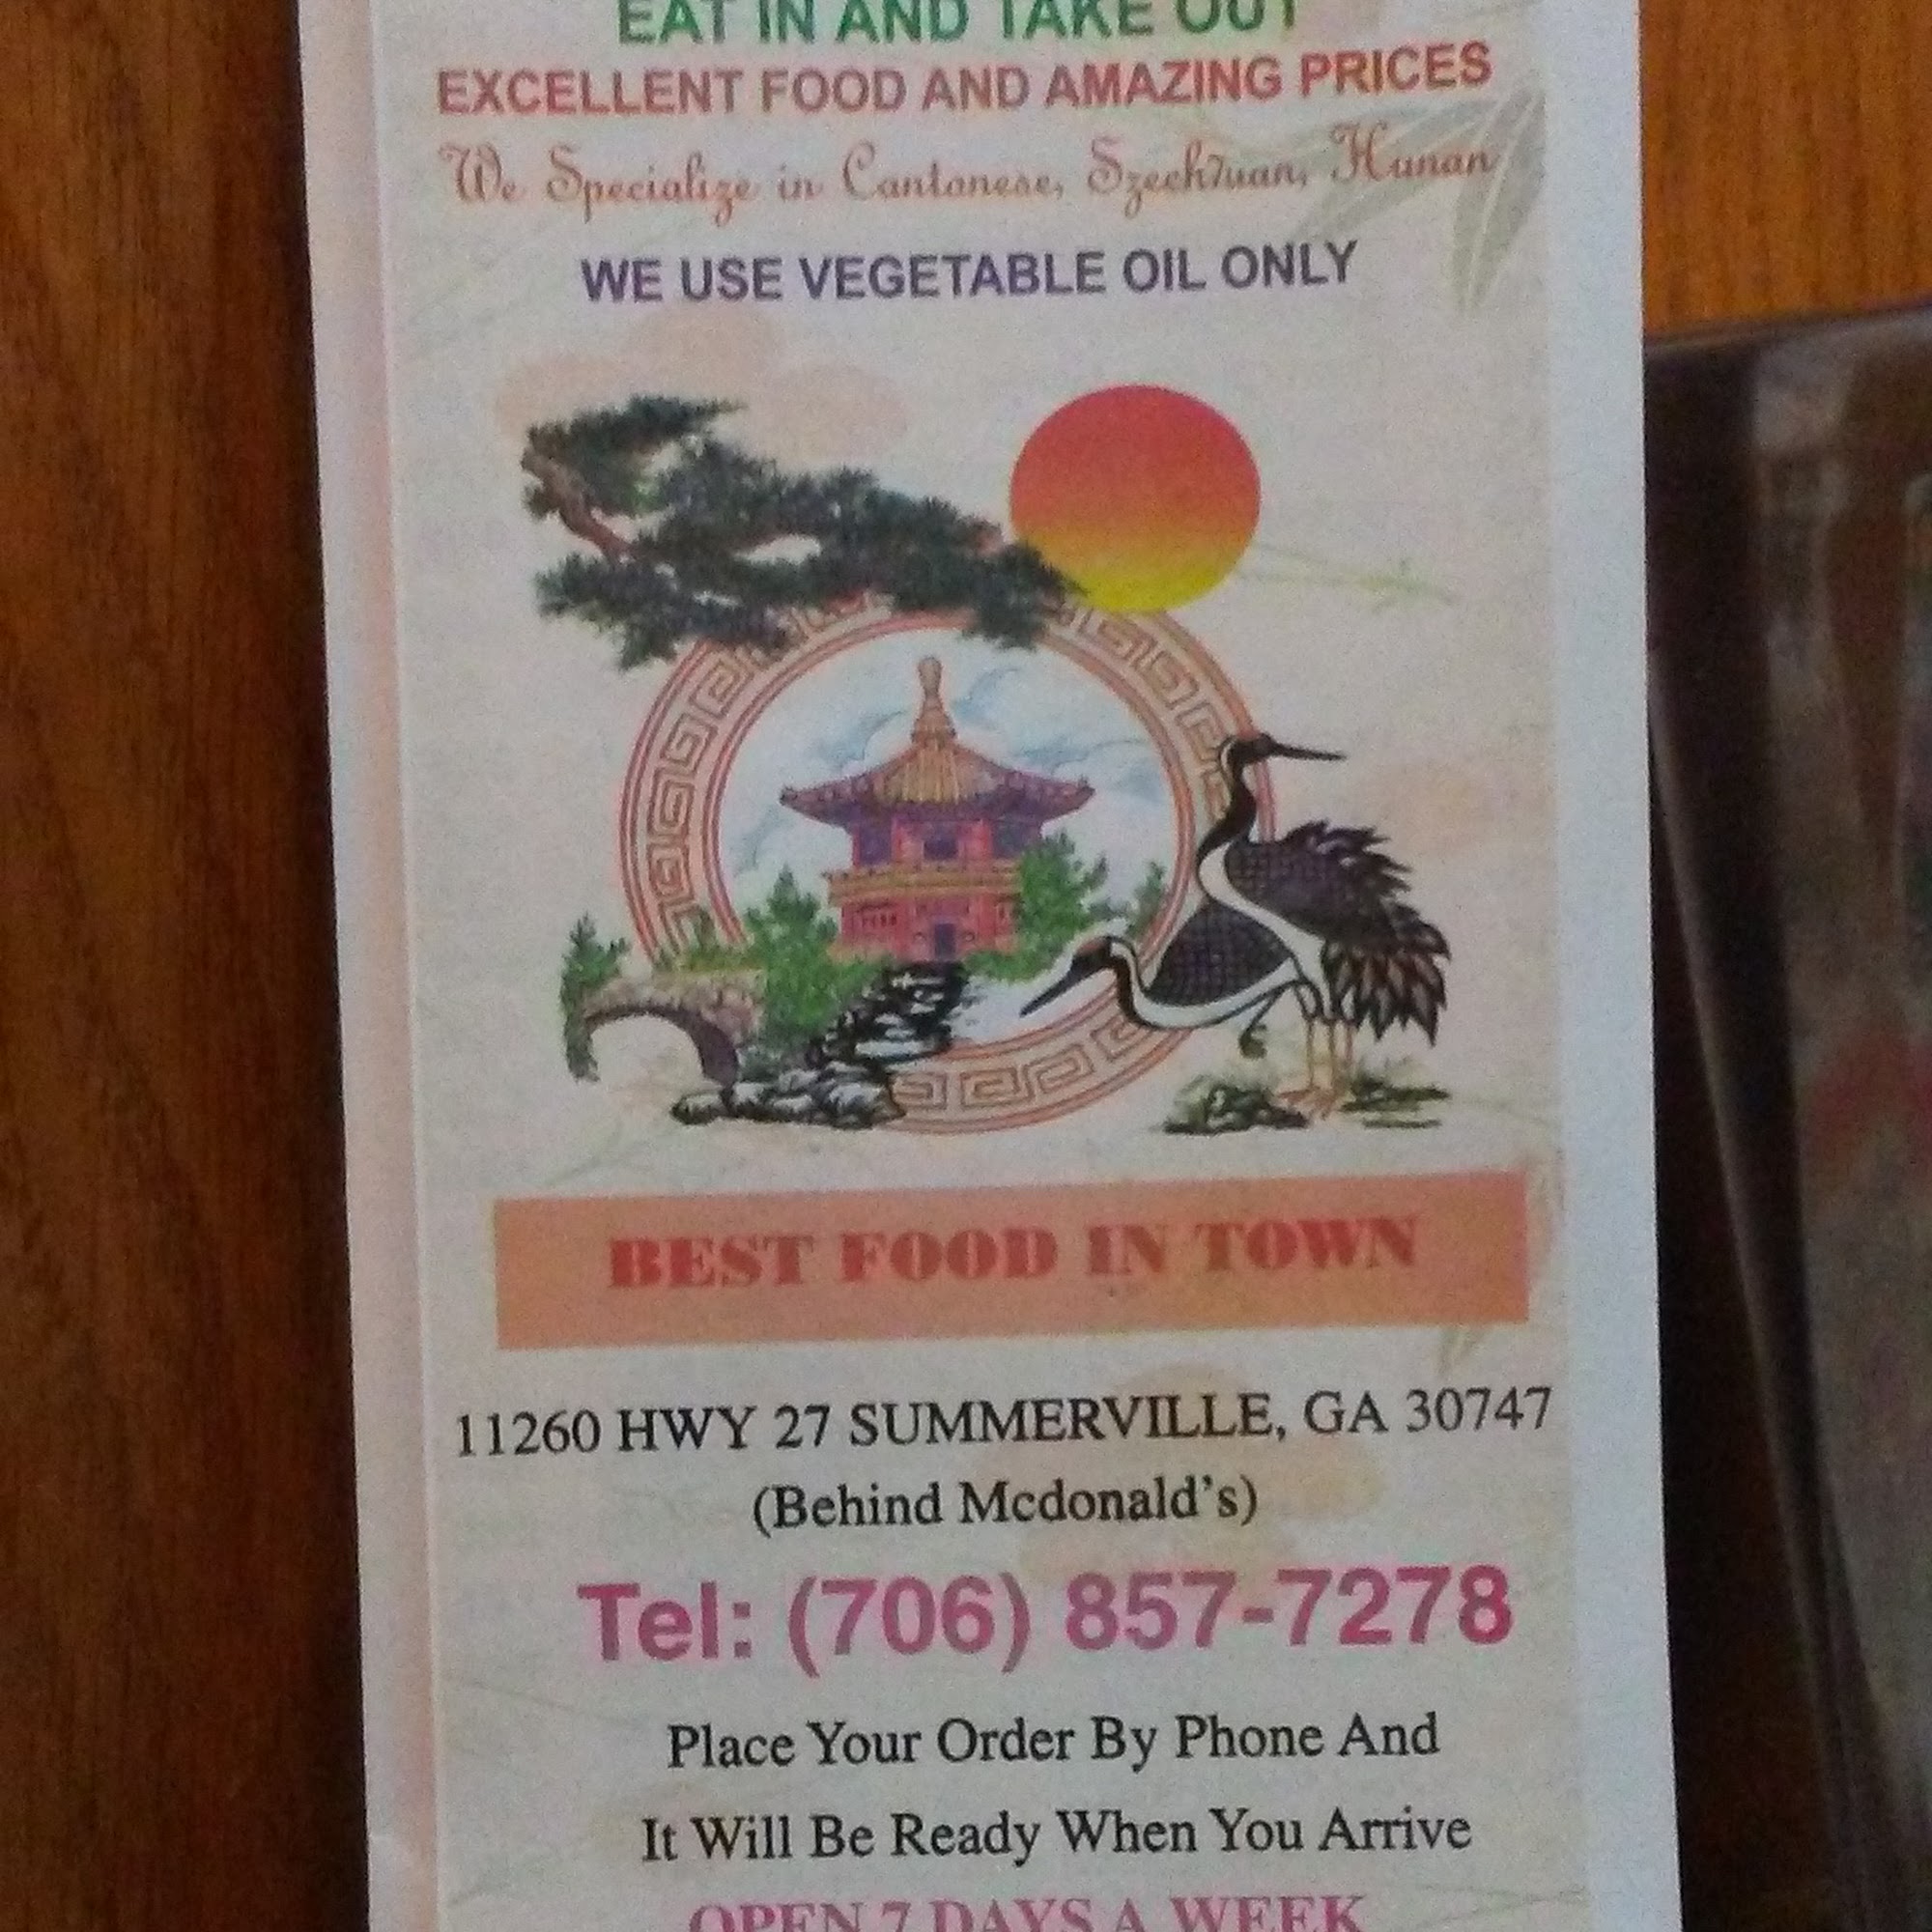 EAT IN AND TAKE OUT
EXCELLENT FOOD AND AMAZING PRICES
We Specialize in Cantonese, Szechuan, Hunan
WE USE VEGETABLE OIL ONLY
BEST FOOD IN TOWN
11260 HWY 27 SUMMERVILLE, GA 30747
(Behind Mcdonald's)
Tel: (706) 857-7278
Place Your Order By Phone And
It Will Be Ready When You Arrive
OPEN 7 DAYS A WEEK